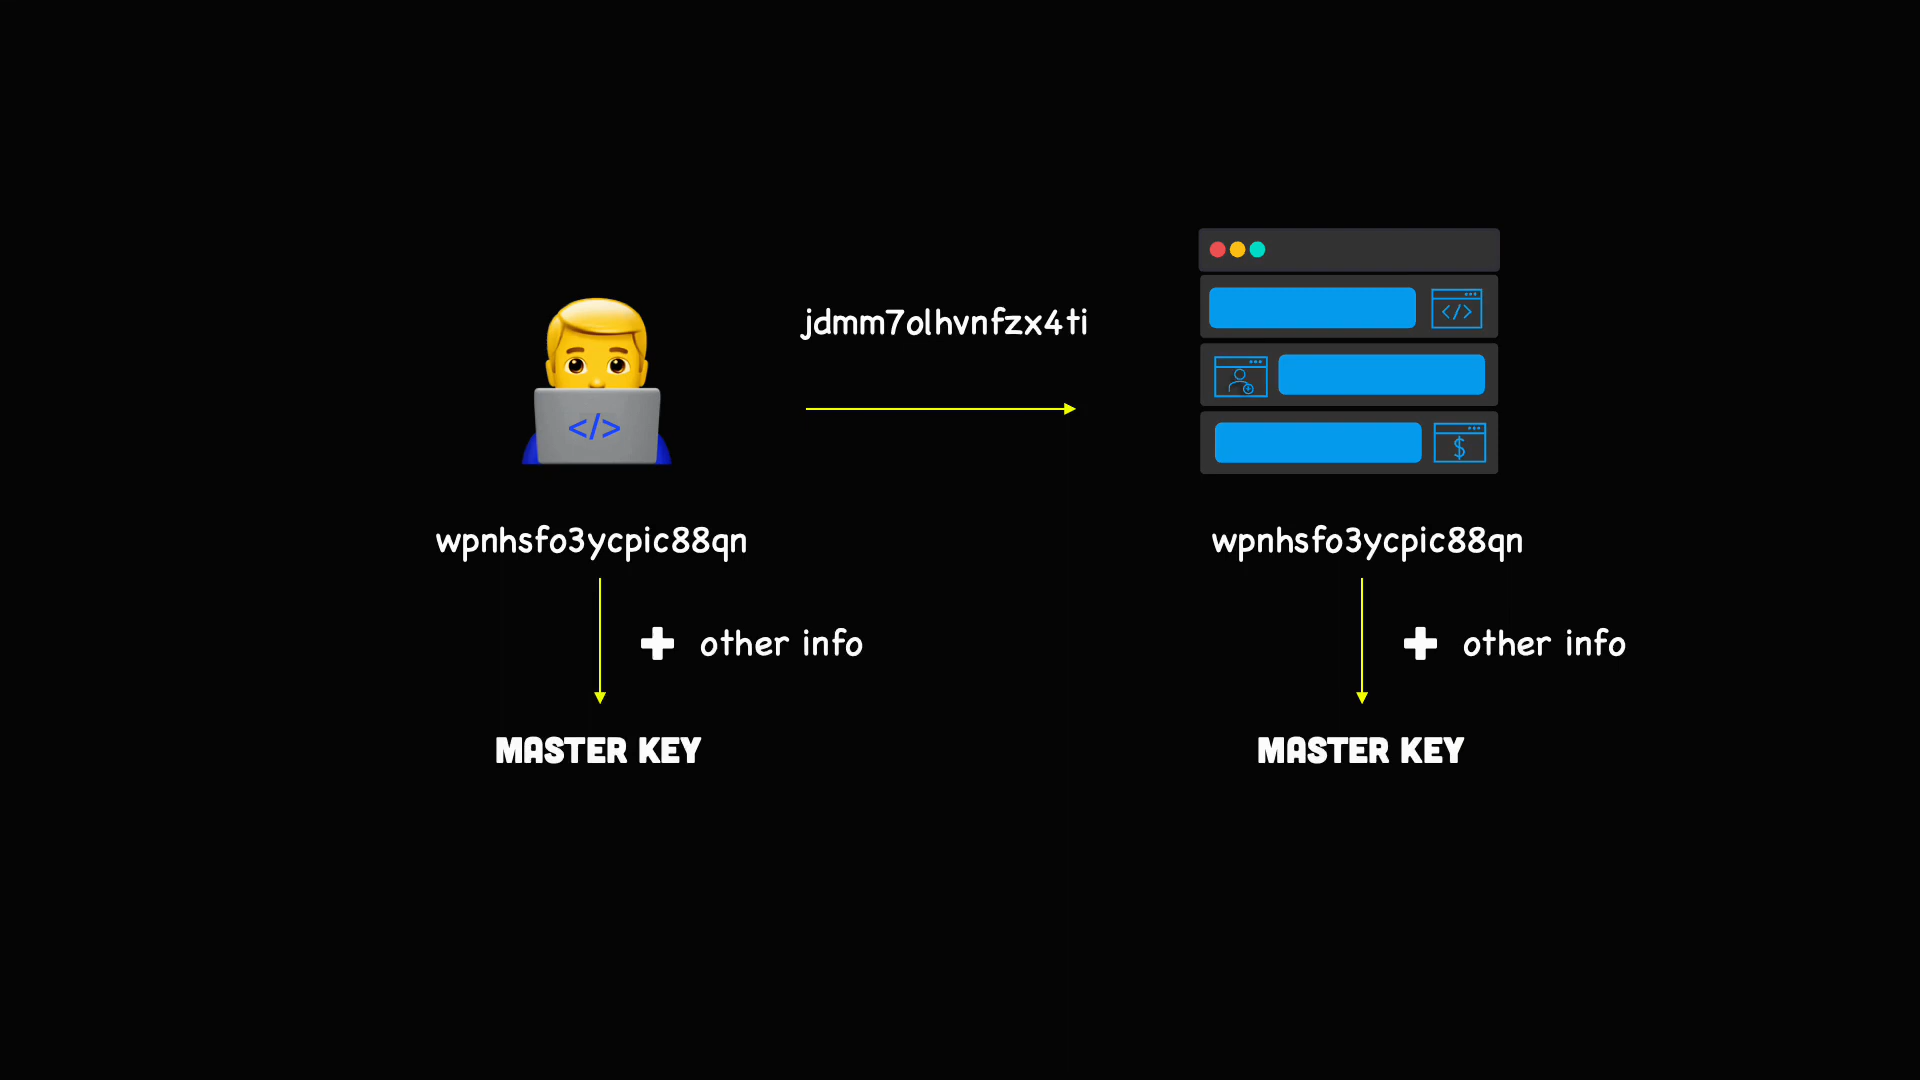 jdmm7olhvnfzx4ti
</>
</>
$
wpnhsfo3ycpic88qn
wpnhsfo3ycpic88qn
+ other info
+ other info
MASTER KEY
MASTER KEY